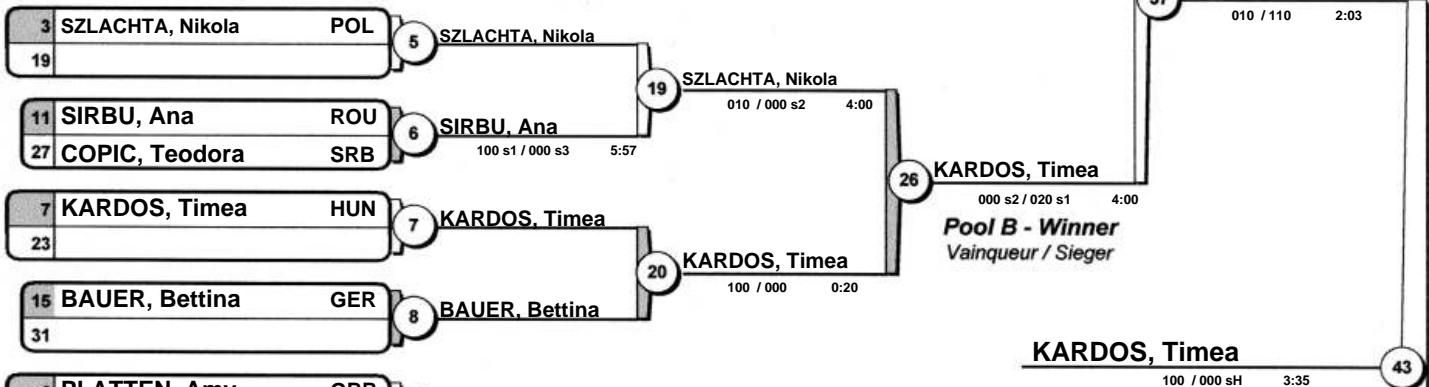 37
010 / 110 2:03
3 SZLACHTA, Nikola POL
19
5
SZLACHTA, Nikola
19
SZLACHTA, Nikola
010 / 000 s2 4:00
11 SIRBU, Ana ROU
27 COPIC, Teodora SRB
6
SIRBU, Ana
100 s1 / 000 s3 5:57
26
KARDOS, Timea
000 s2 / 020 s1 4:00
Pool B - Winner
Vainqueur / Sieger
7 KARDOS, Timea HUN
23
7
KARDOS, Timea
20
KARDOS, Timea
100 / 000 0:20
15 BAUER, Bettina GER
31
8
BAUER, Bettina
KARDOS, Timea
100 / 000 sH 3:35
43